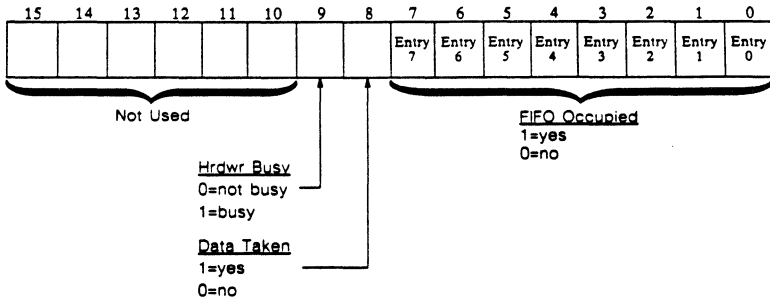 15 14 13 12 11 10 9 8 7 6 5 4 3 2 1 0
Entry 7 Entry 6 Entry 5 Entry 4 Entry 3 Entry 2 Entry 1 Entry 0
Not Used
FIFO Occupied
1=yes
0=no
Hrdwr Busy
0=not busy
1=busy
Data Taken
1=yes
0=no